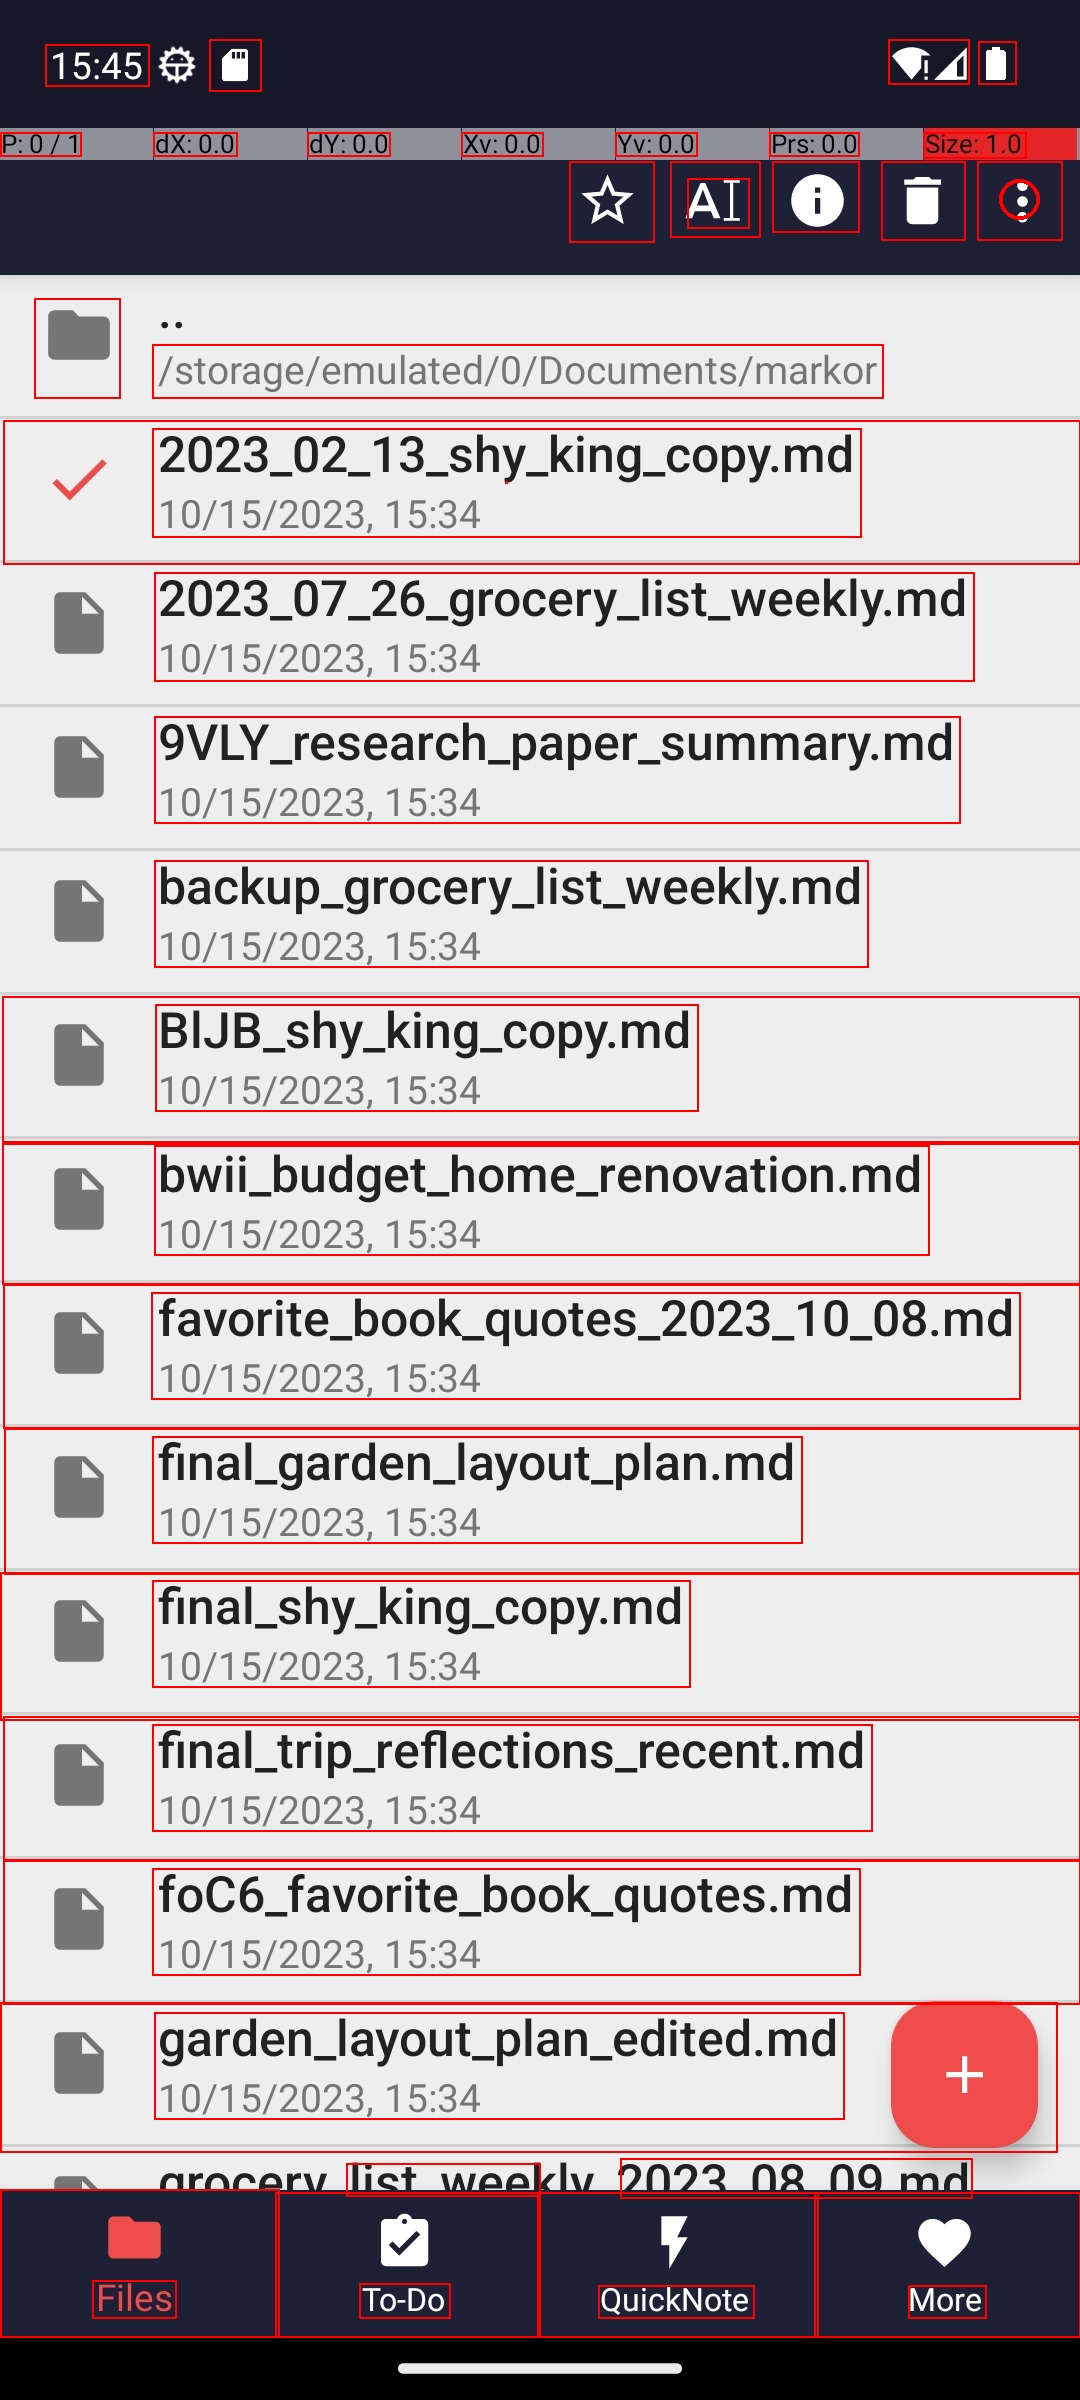 15:45
P: 0 / 1 dX: 0.0 dY: 0.0 Xv: 0.0 Yv: 0.0 Prs: 0.0 Size: 1.0
A
..
/storage/emulated/0/Documents/markor
2023_02_13_shy_king_copy.md
10/15/2023, 15:34
2023_07_26_grocery_list_weekly.md
10/15/2023, 15:34
9VLY_research_paper_summary.md
10/15/2023, 15:34
backup_grocery_list_weekly.md
10/15/2023, 15:34
BlJB_shy_king_copy.md
10/15/2023, 15:34
bwii_budget_home_renovation.md
10/15/2023, 15:34
favorite_book_quotes_2023_10_08.md
10/15/2023, 15:34
final_garden_layout_plan.md
10/15/2023, 15:34
final_shy_king_copy.md
10/15/2023, 15:34
final_trip_reflections_recent.md
10/15/2023, 15:34
foC6_favorite_book_quotes.md
10/15/2023, 15:34
garden_layout_plan_edited.md
10/15/2023, 15:34
grocery_list_weekly_2023_08_09.md
Files To-Do QuickNote More